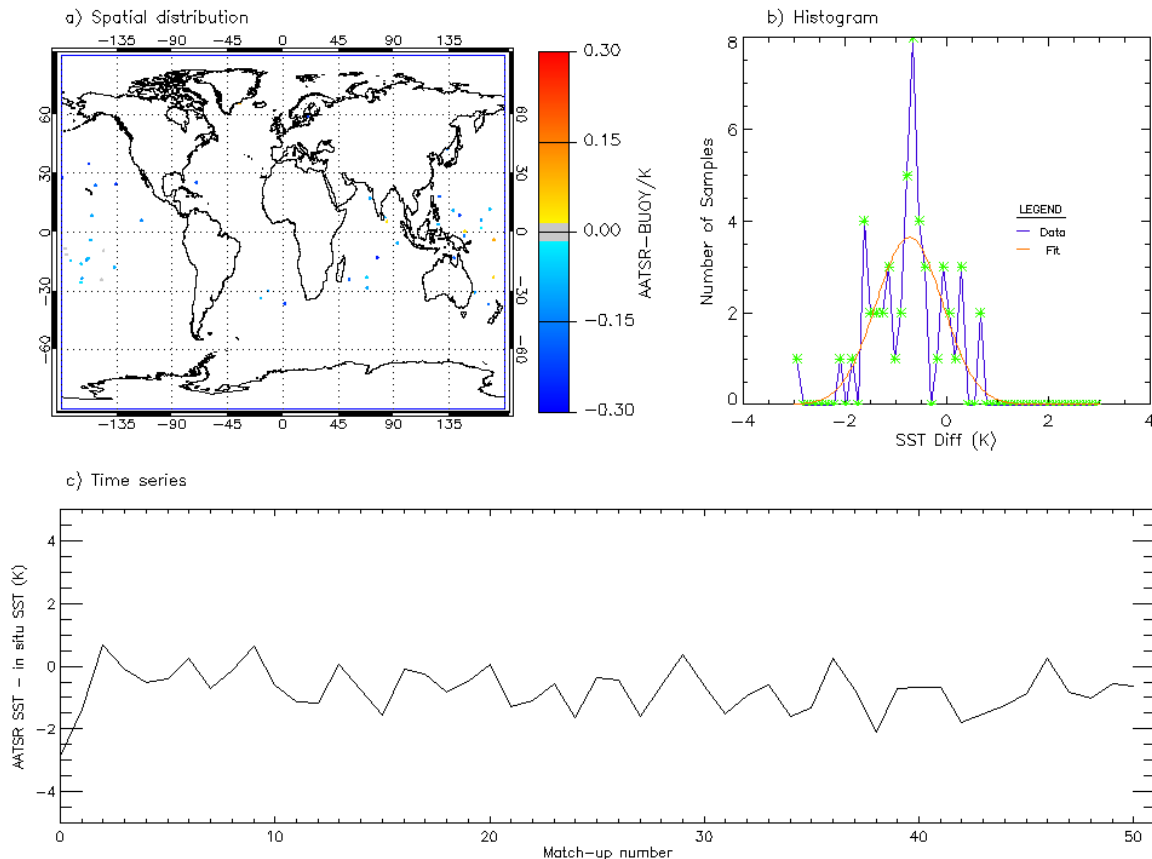 a) Spatial distribution
−135 −90 −45 0 45 90 135
60 30 0 −30 −60
60 30 0 −30 −60
−135 −90 −45 0 45 90 135
0.30
0.15
0.00
−0.15
−0.30
AATSR−BUOY/K
b) Histogram
8
6
4
2
0
Number of Samples
LEGEND
Data
Fit
−4 −2 0 2 4
SST Diff (K)
c) Time series
4
2
0
−2
−4
AATSR SST − in situ SST (K)
0 10 20 30 40 50
Match−up number